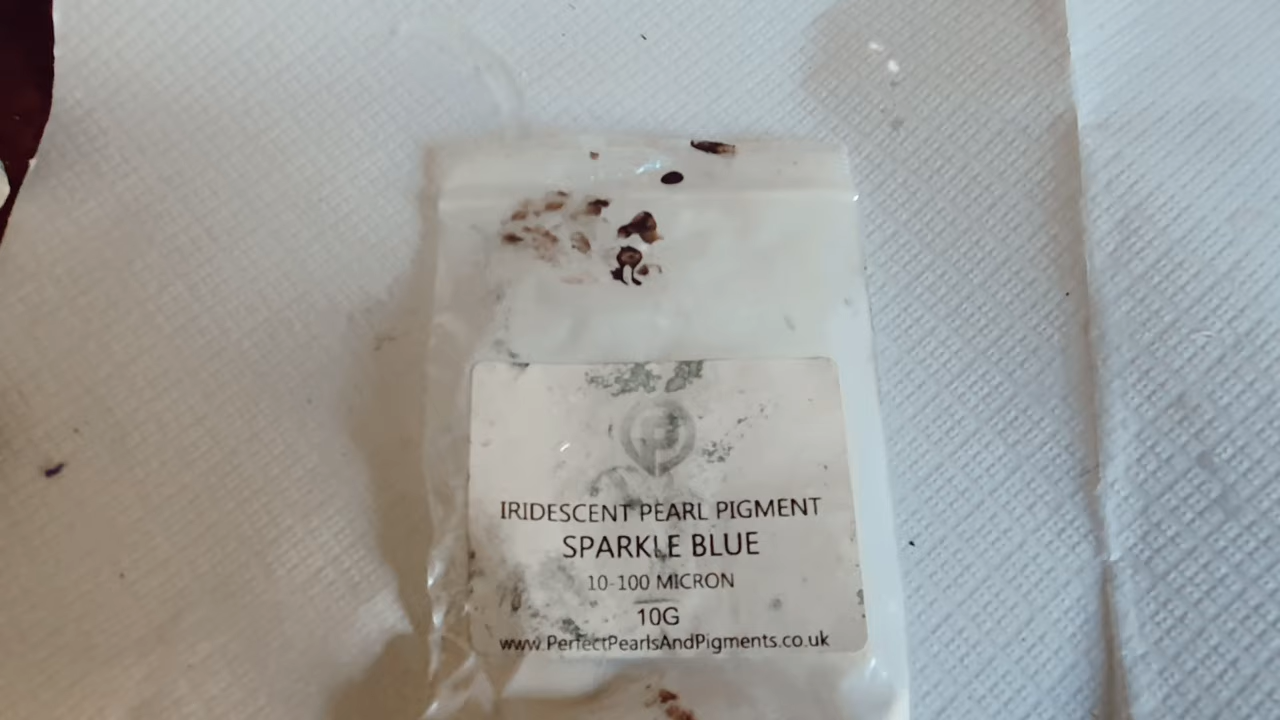 IRIDESCENT PEARL PIGMENT
SPARKLE BLUE
10-100 MICRON
10G
www.PerfectPearlsAndPigments.co.uk